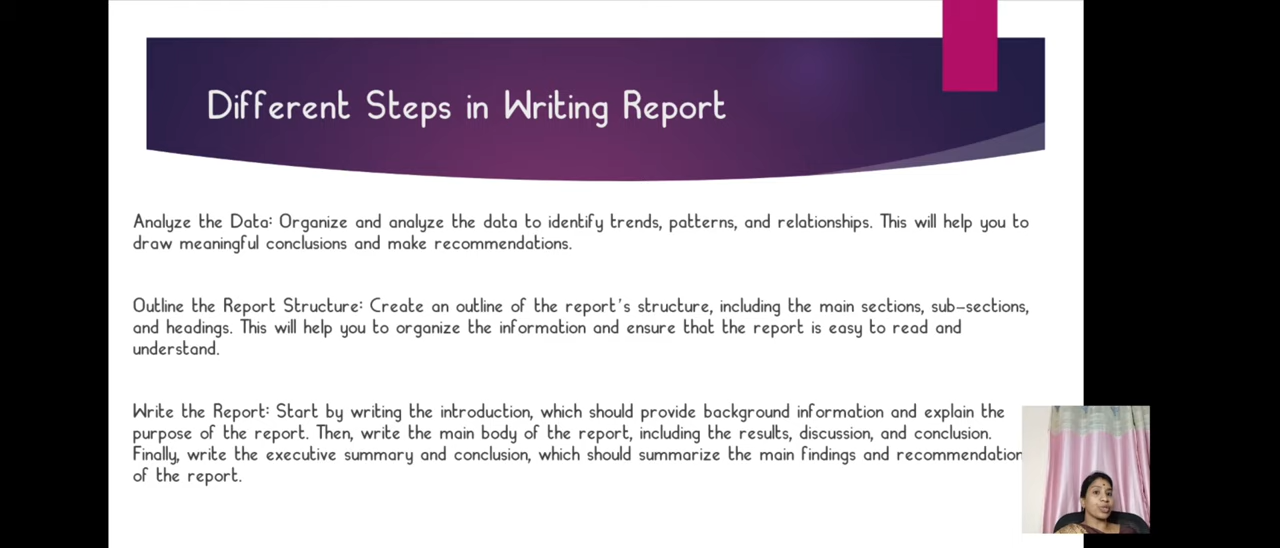 Different Steps in Writing Report
Analyze the Data: Organize and analyze the data to identify trends, patterns, and relationships. This will help you to
draw meaningful conclusions and make recommendations.
Outline the Report Structure: Create an outline of the report's structure, including the main sections, sub-sections,
and headings. This will help you to organize the information and ensure that the report is easy to read and
understand.
Write the Report: Start by writing the introduction, which should provide background information and explain the
purpose of the report. Then, write the main body of the report, including the results, discussion, and conclusion.
Finally, write the executive summary and conclusion, which should summarize the main findings and recommendation
of the report.